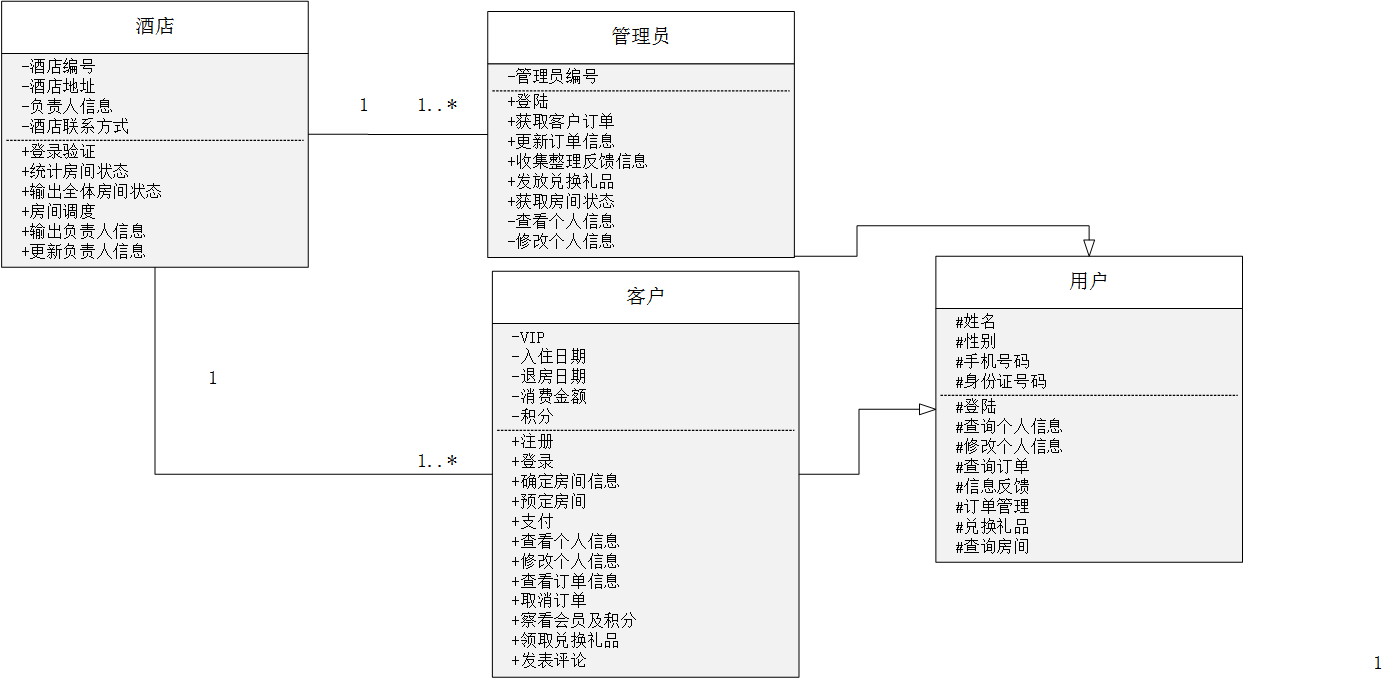 酒店
-酒店编号
-酒店地址
-负责人信息
-酒店联系方式
+登录验证
+统计房间状态
+输出全体房间状态
+房间调度
+输出负责人信息
+更新负责人信息
1 1..*
管理员
-管理员编号
+登陆
+获取客户订单
+更新订单信息
+收集整理反馈信息
+发放兑换礼品
+获取房间状态
-查看个人信息
-修改个人信息
1
1..*
客户
-VIP
-入住日期
-退房日期
-消费金额
-积分
+注册
+登录
+确定房间信息
+预定房间
+支付
+查看个人信息
+修改个人信息
+查看订单信息
+取消订单
+察看会员及积分
+领取兑换礼品
+发表评论
用户
#姓名
#性别
#手机号码
#身份证号码
#登陆
#查询个人信息
#修改个人信息
#查询订单
#信息反馈
#订单管理
#兑换礼品
#查询房间
1